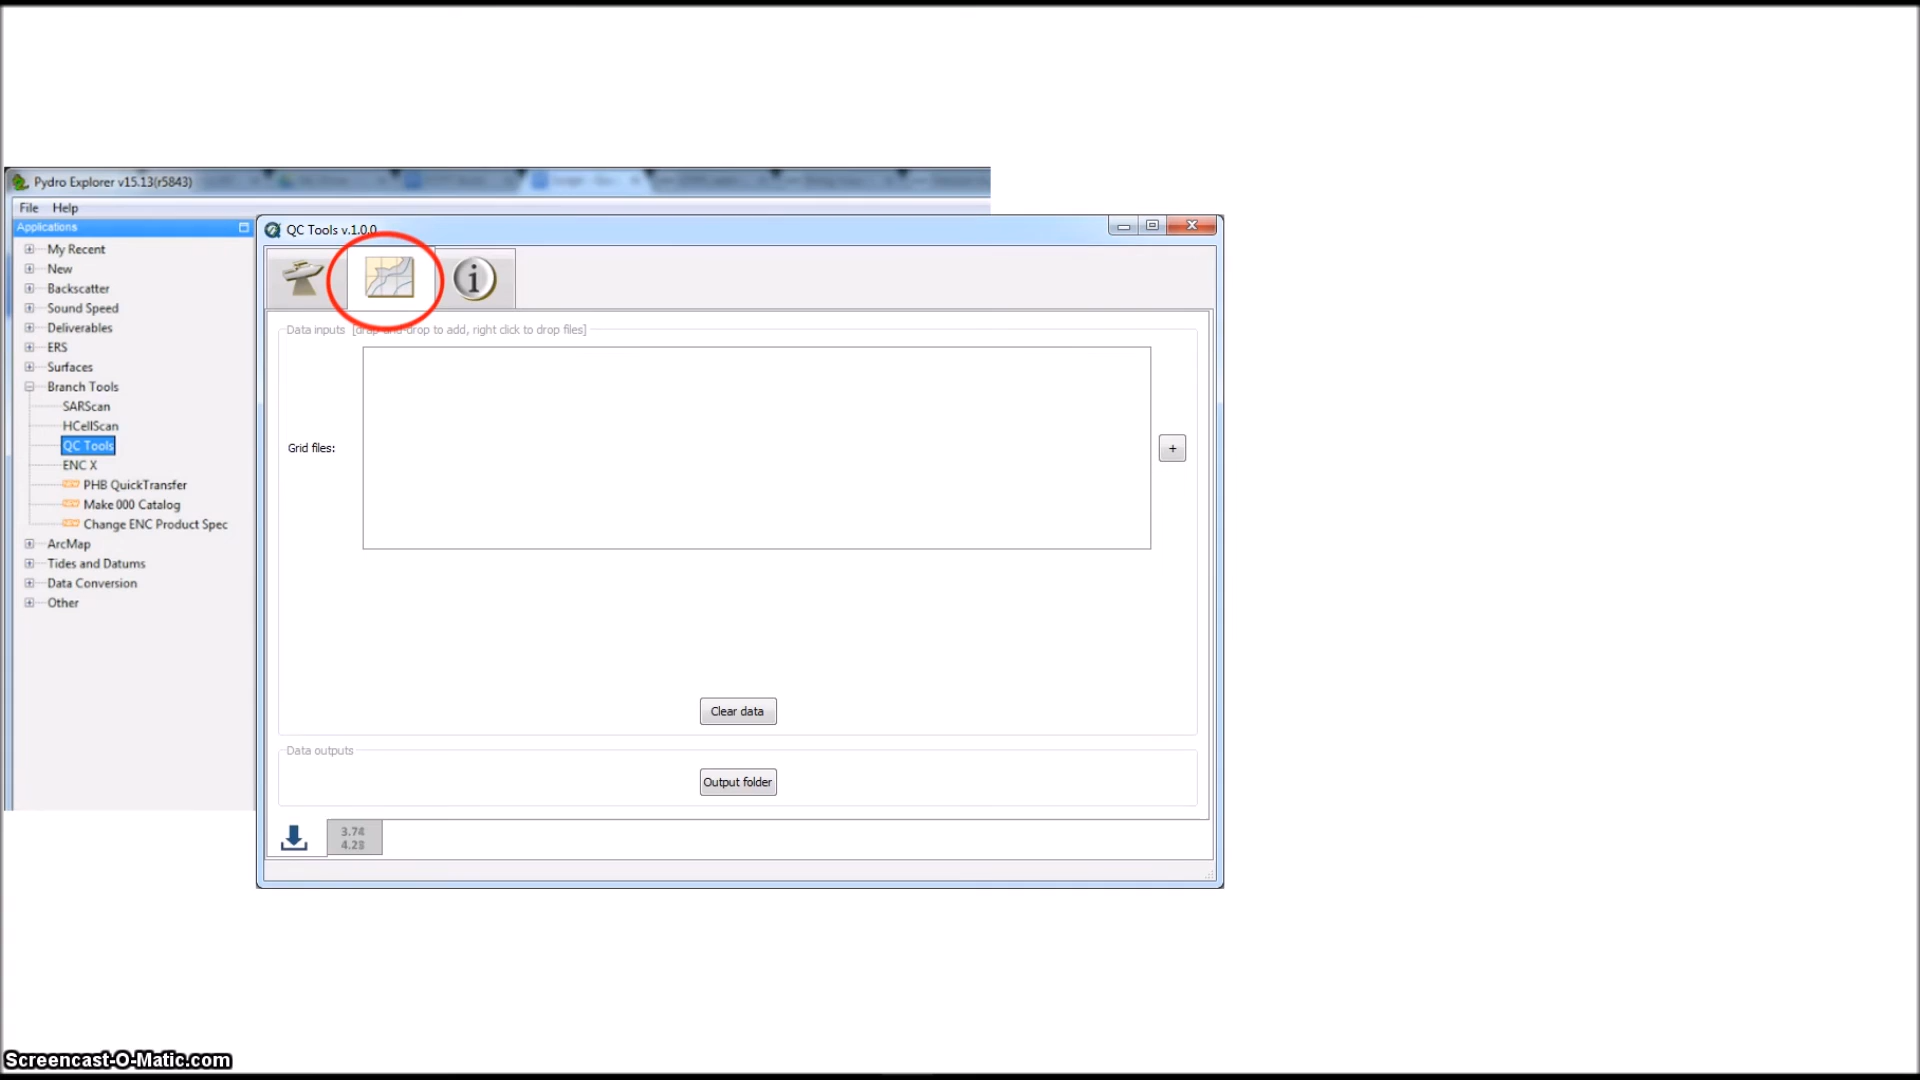 Pydro Explorer v15.13(r5843)
File Help
Applications
My Recent
New
Backscatter
Sound Speed
Deliverables
ERS
Surfaces
Branch Tools
SARScan
HCellScan
QC Tools
ENC X
PHB QuickTransfer
Make 000 Catalog
Change ENC Product Spec
ArcMap
Tides and Datums
Data Conversion
Other
QC Tools v.1.0.0
Data inputs [drag-and-drop to add, right click to drop files]
Grid files:
+
Clear data
Data outputs
Output folder
3.74
4.23
Screencast-O-Matic.com